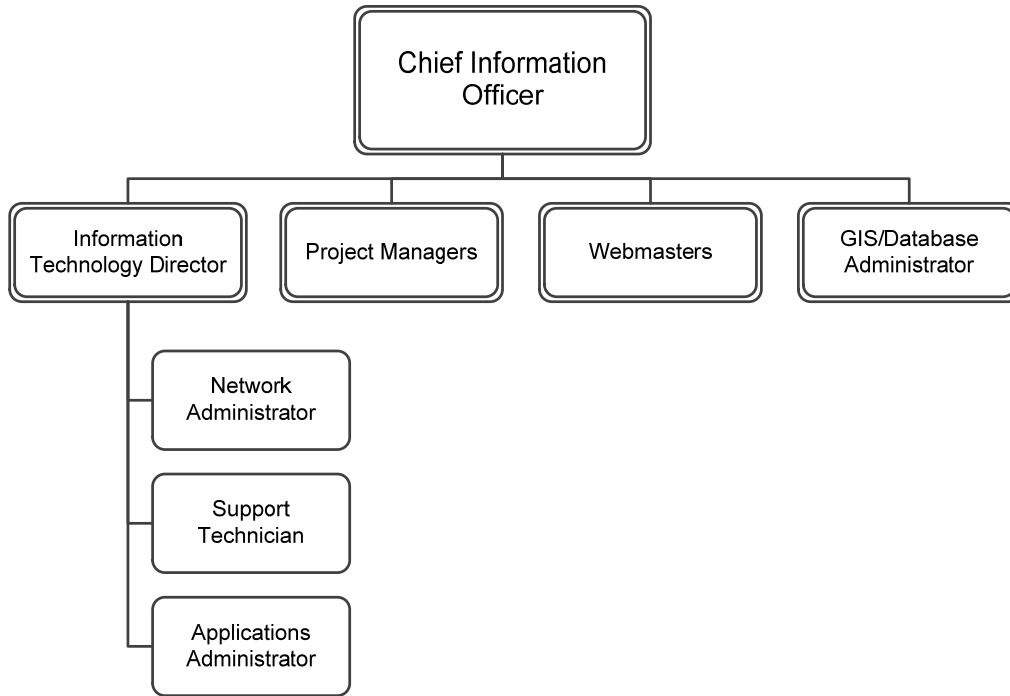 Chief Information
Officer
Information
Technology Director
Project Managers
Webmasters
GIS/Database
Administrator
Network
Administrator
Support
Technician
Applications
Administrator